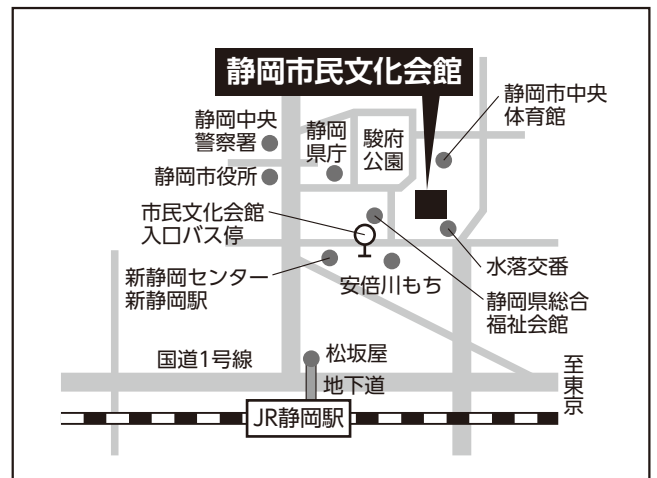 静岡市民文化会館
静岡市中央
体育館
静岡中央
警察署
静岡
県庁
駿府
公園
静岡市役所
市民文化会館
入口バス停
新静岡センター
新静岡駅
安倍川もち
水落交番
静岡県総合
福祉会館
国道1号線
松坂屋
地下道
至東京
JR静岡駅